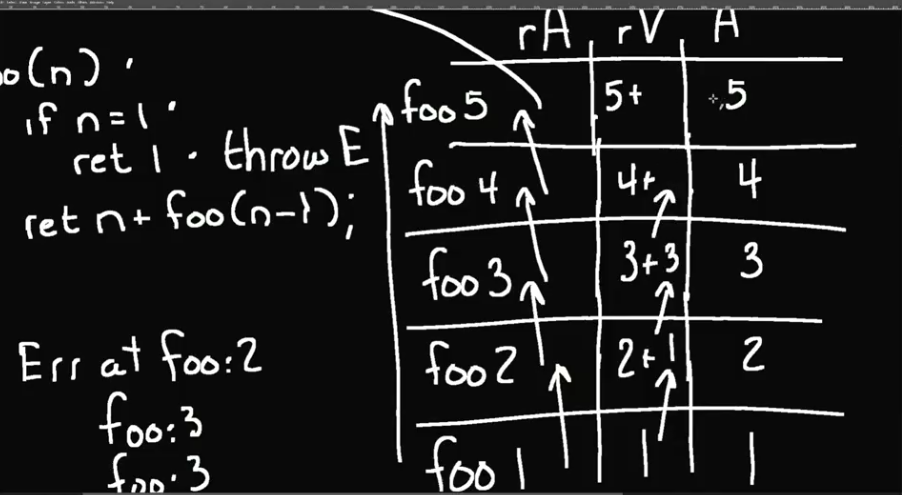 oo(n)
if n=1
ret 1 · throw E
ret n+ foo(n-1);
Err at foo:2
foo:3
foo:3
rA rV A
foo 5 5+ 5
foo 4 4+ 4
foo 3 3+3 3
foo 2 2+1 2
foo 1 1 1